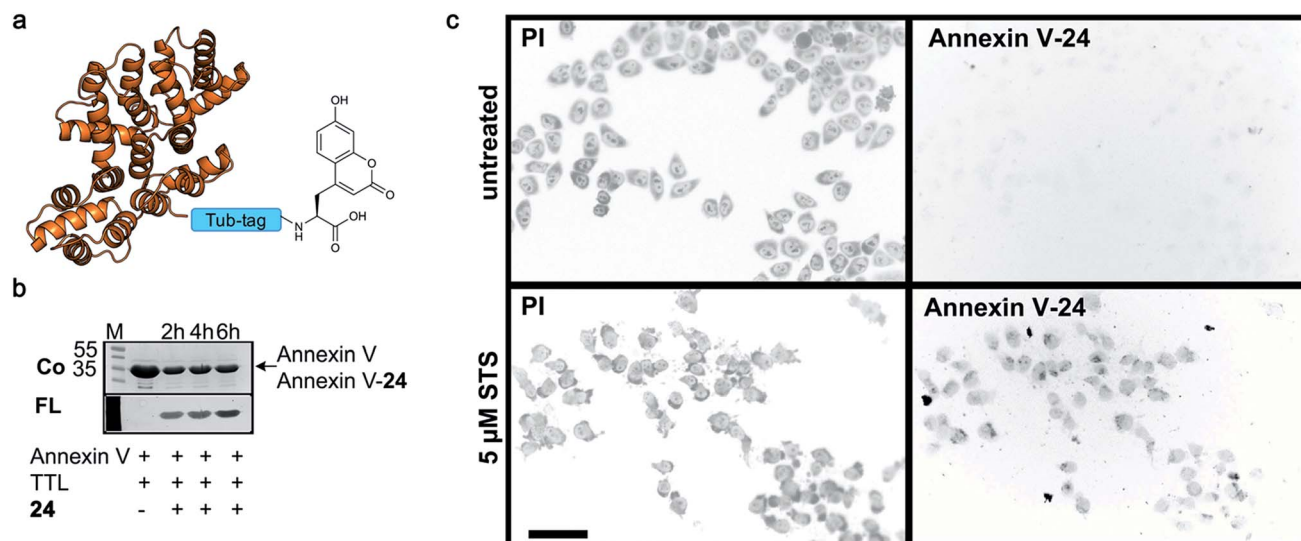 a
OH
O
O
Tub-tag
N
H
OH
O
b
M 2h 4h 6h
55
Co 35
Annexin V
Annexin V-24
FL
Annexin V + + + +
TTL + + + +
24 - + + +
c
PI
Annexin V-24
untreated
PI
Annexin V-24
5 µM STS